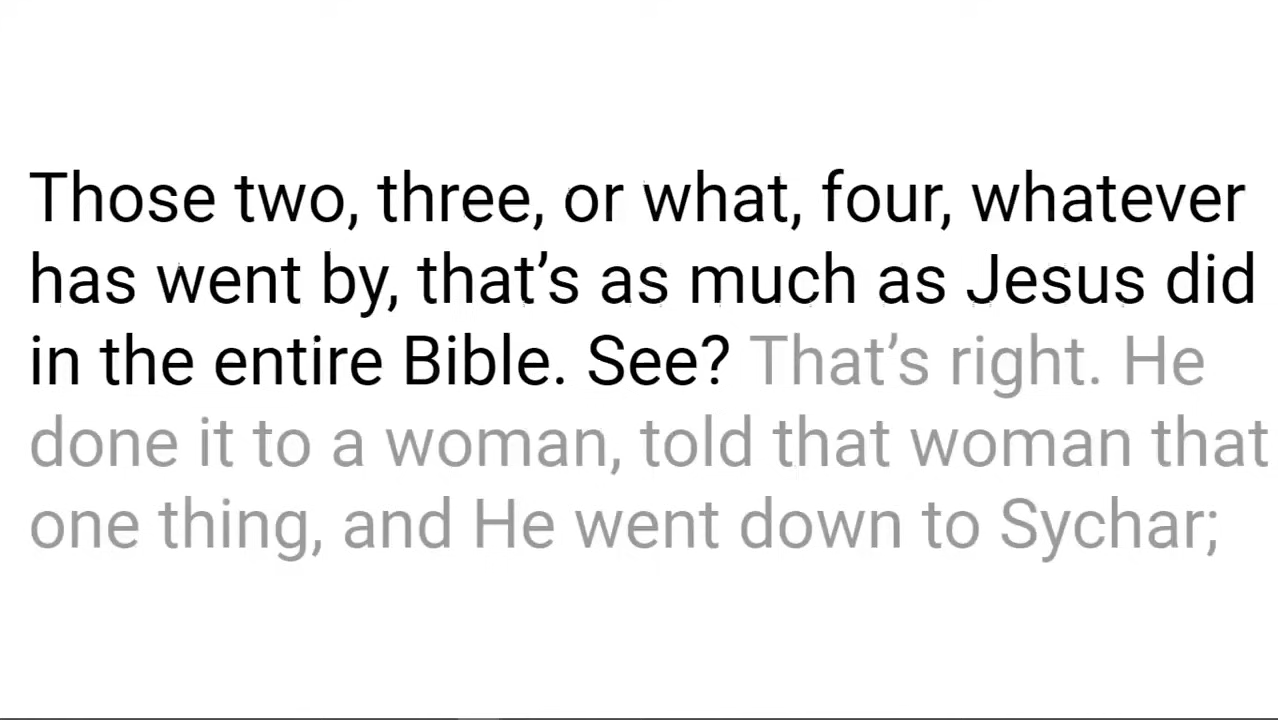 Those two, three, or what, four, whatever
has went by, that’s as much as Jesus did
in the entire Bible. See? That’s right. He
done it to a woman, told that woman that
one thing, and He went down to Sychar;